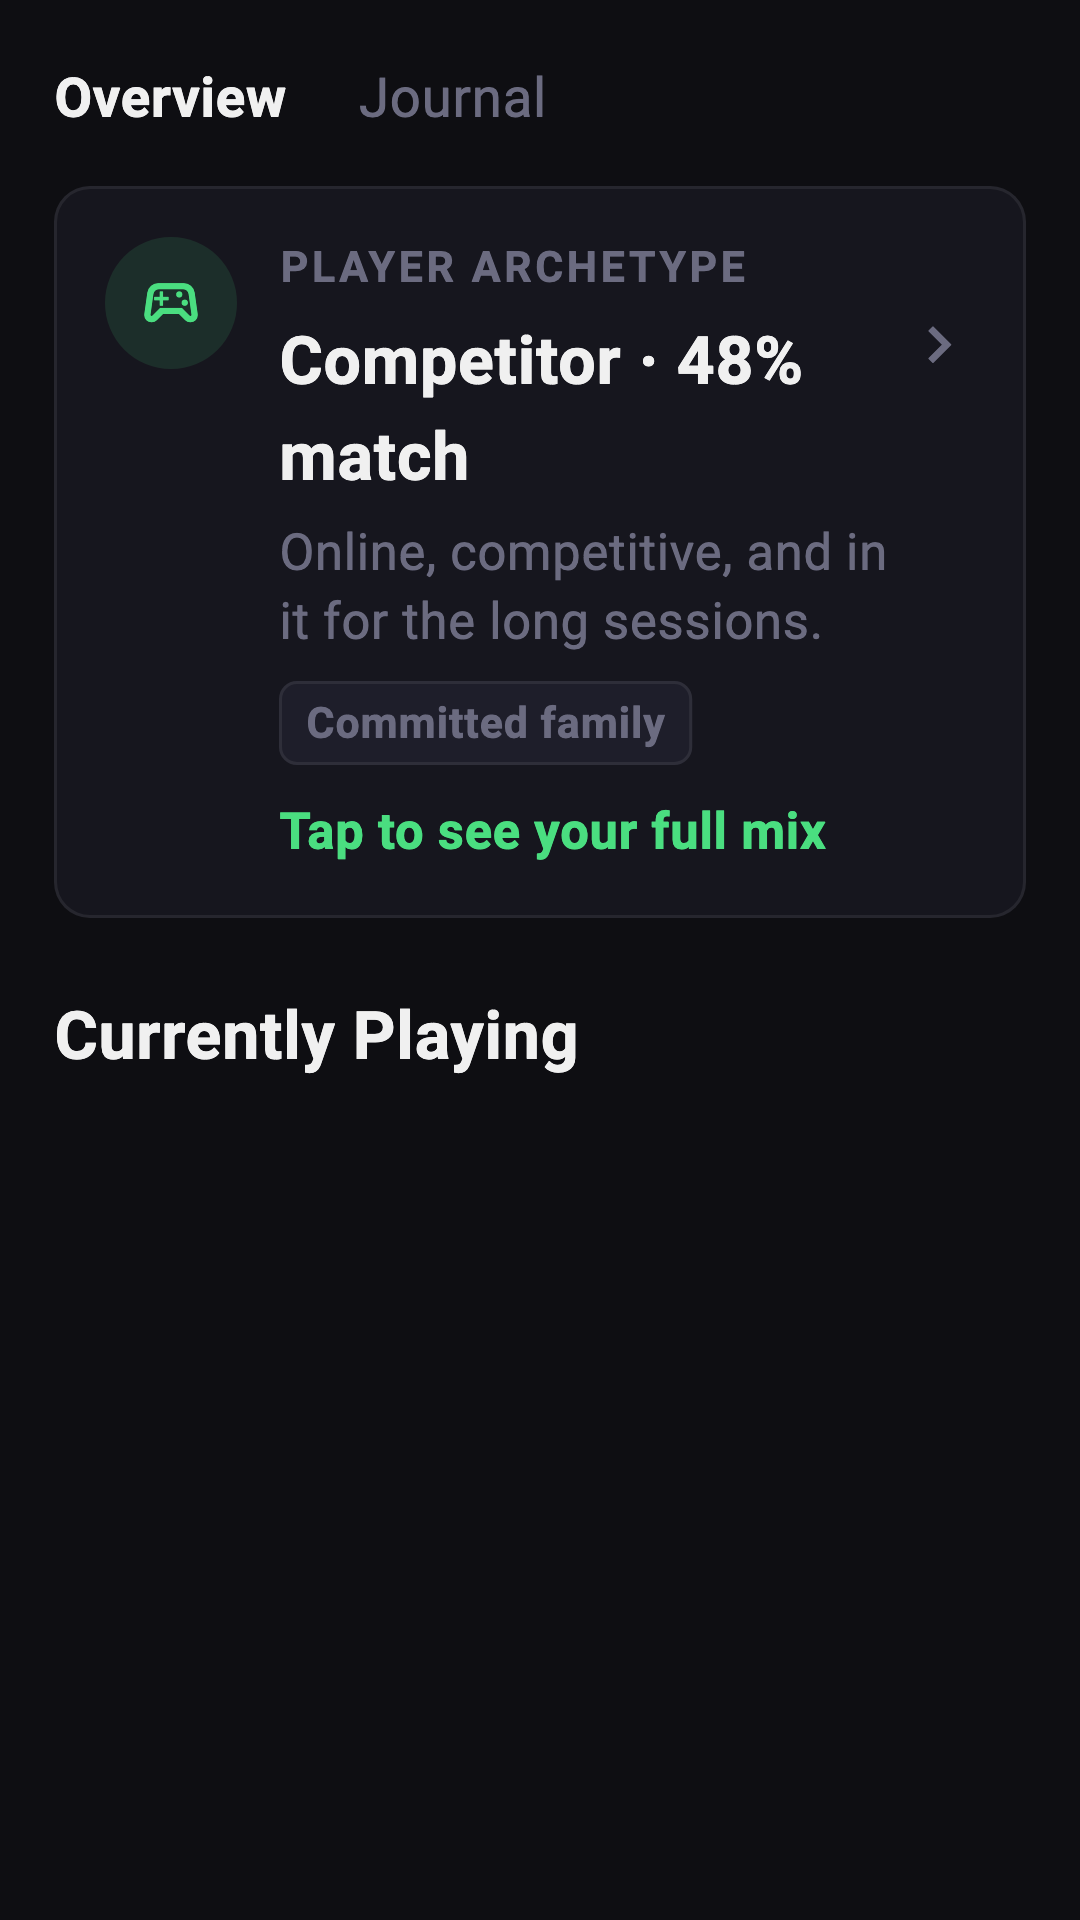 Overview Journal
PLAYER ARCHETYPE
Competitor · 48%
match
Online, competitive, and in
it for the long sessions.
Committed family
Tap to see your full mix
Currently Playing